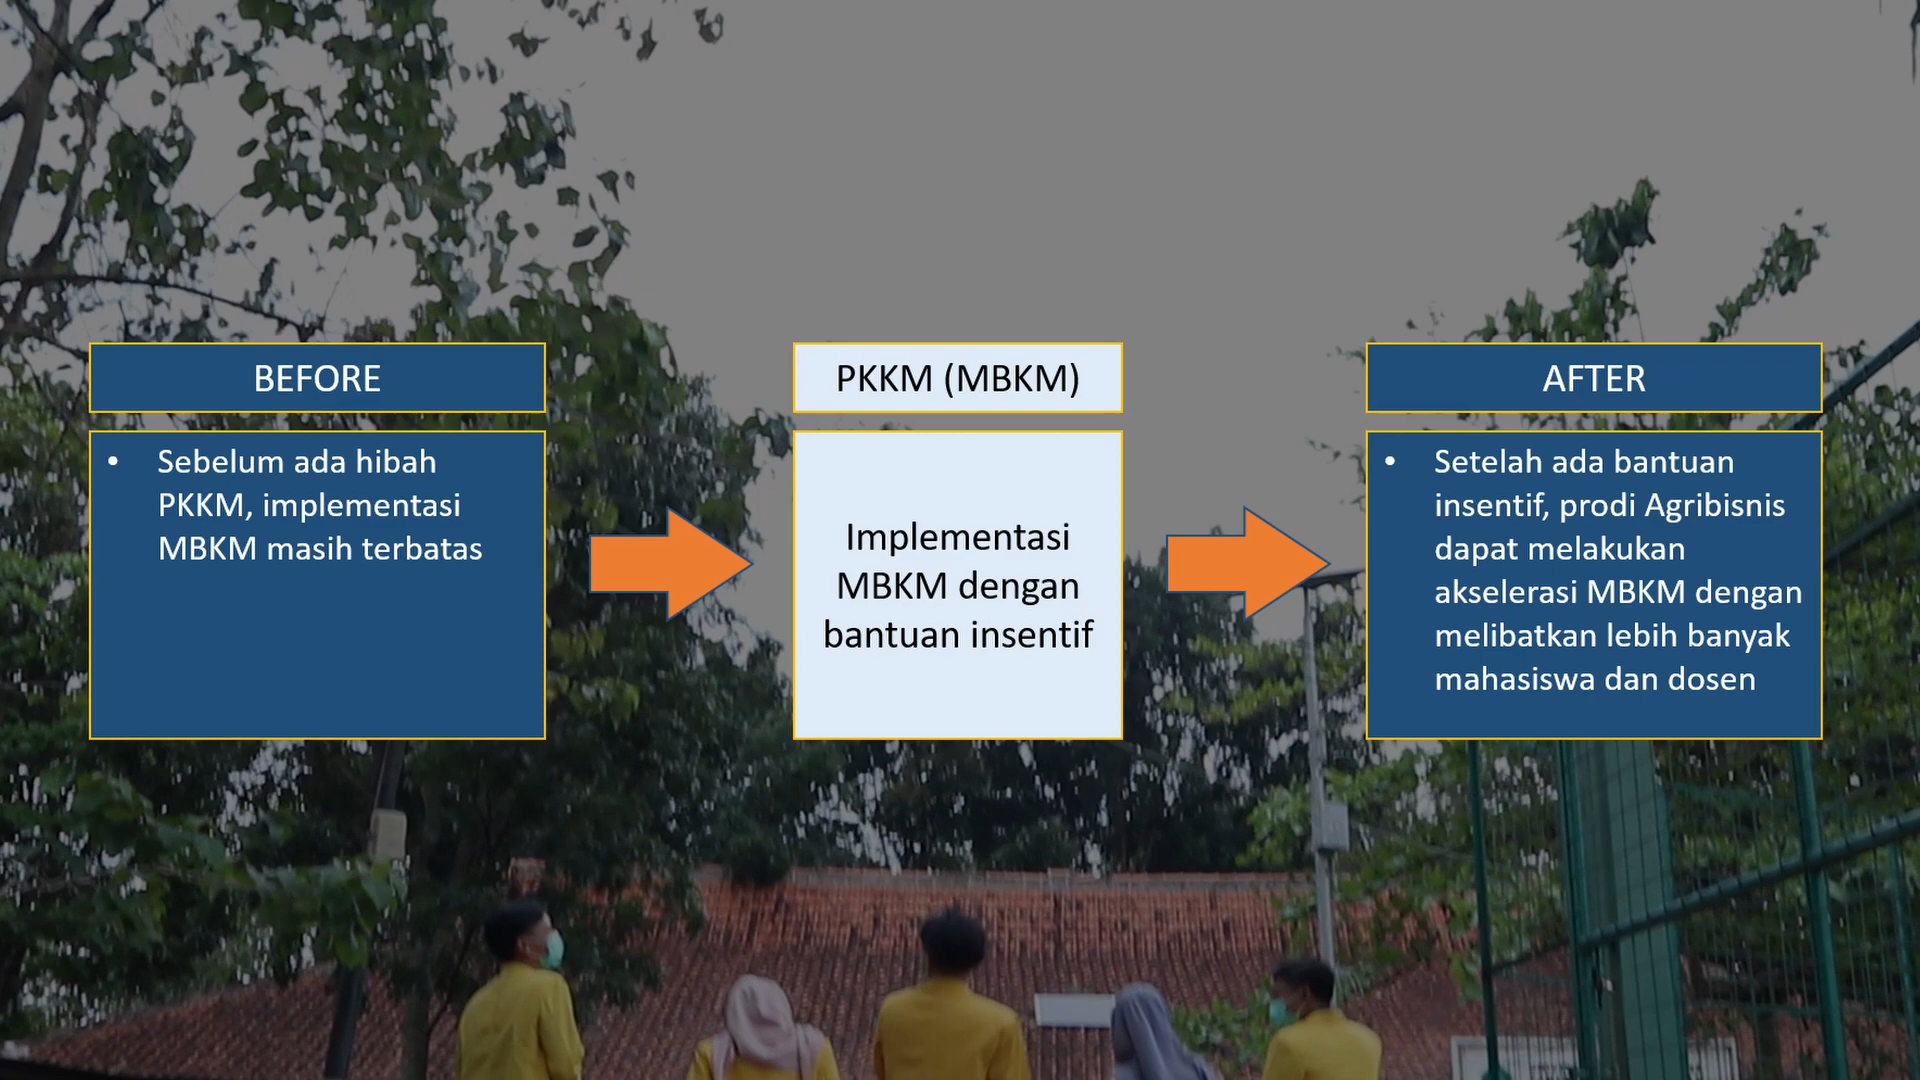 BEFORE
• Sebelum ada hibah
PKKM, implementasi
MBKM masih terbatas
PKKM (MBKM)
Implementasi
MBKM dengan
bantuan insentif
AFTER
• Setelah ada bantuan
insentif, prodi Agribisnis
dapat melakukan
akselerasi MBKM dengan
melibatkan lebih banyak
mahasiswa dan dosen